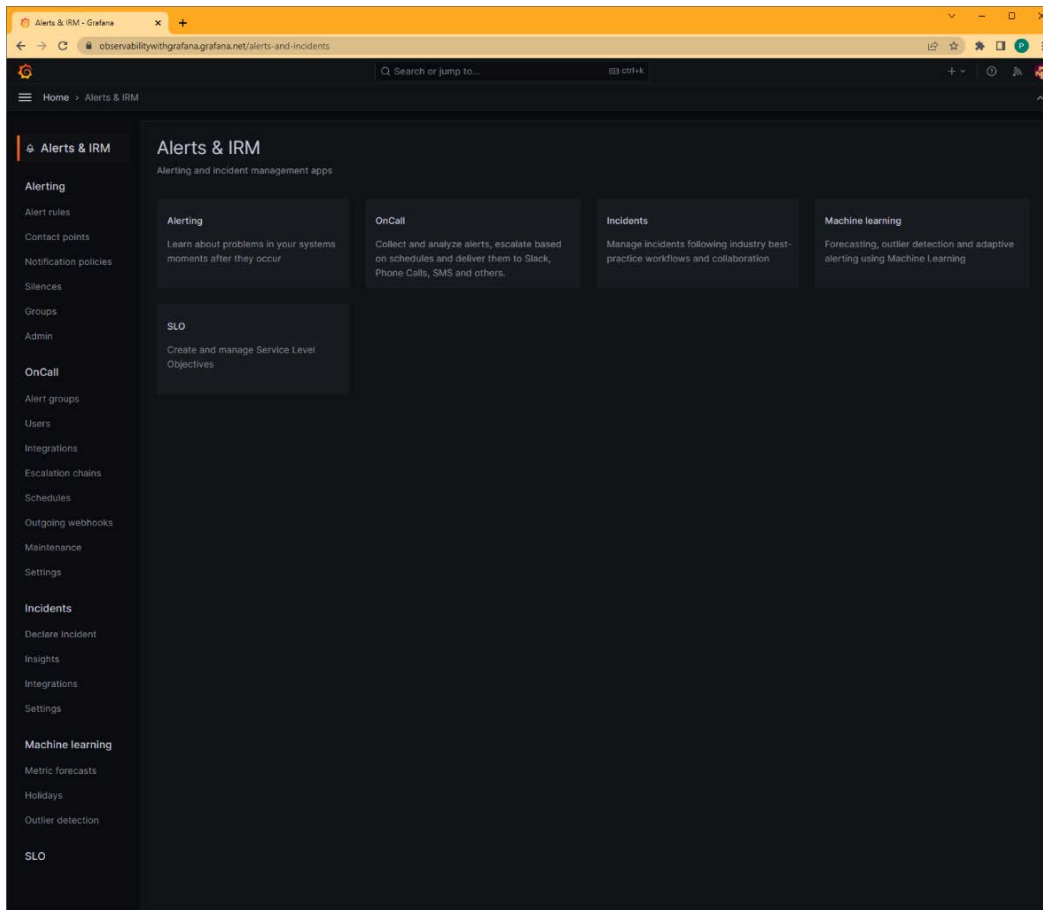 Alerts & IRM - Grafana
observabilitywithgrafana.grafana.net/alerts-and-incidents
P
Search or jump to...
ctrl+k
Home > Alerts & IRM
Alerts & IRM
Alerting
Alert rules
Contact points
Notification policies
Silences
Groups
Admin
OnCall
Alert groups
Users
Integrations
Escalation chains
Schedules
Outgoing webhooks
Maintenance
Settings
Incidents
Declare Incident
Insights
Integrations
Settings
Machine learning
Metric forecasts
Holidays
Outlier detection
SLO
Alerts & IRM
Alerting and incident management apps
Alerting
Learn about problems in your systems
moments after they occur
OnCall
Collect and analyze alerts, escalate based
on schedules and deliver them to Slack,
Phone Calls, SMS and others.
Incidents
Manage incidents following industry best-
practice workflows and collaboration
Machine learning
Forecasting, outlier detection and adaptive
alerting using Machine Learning
SLO
Create and manage Service Level
Objectives